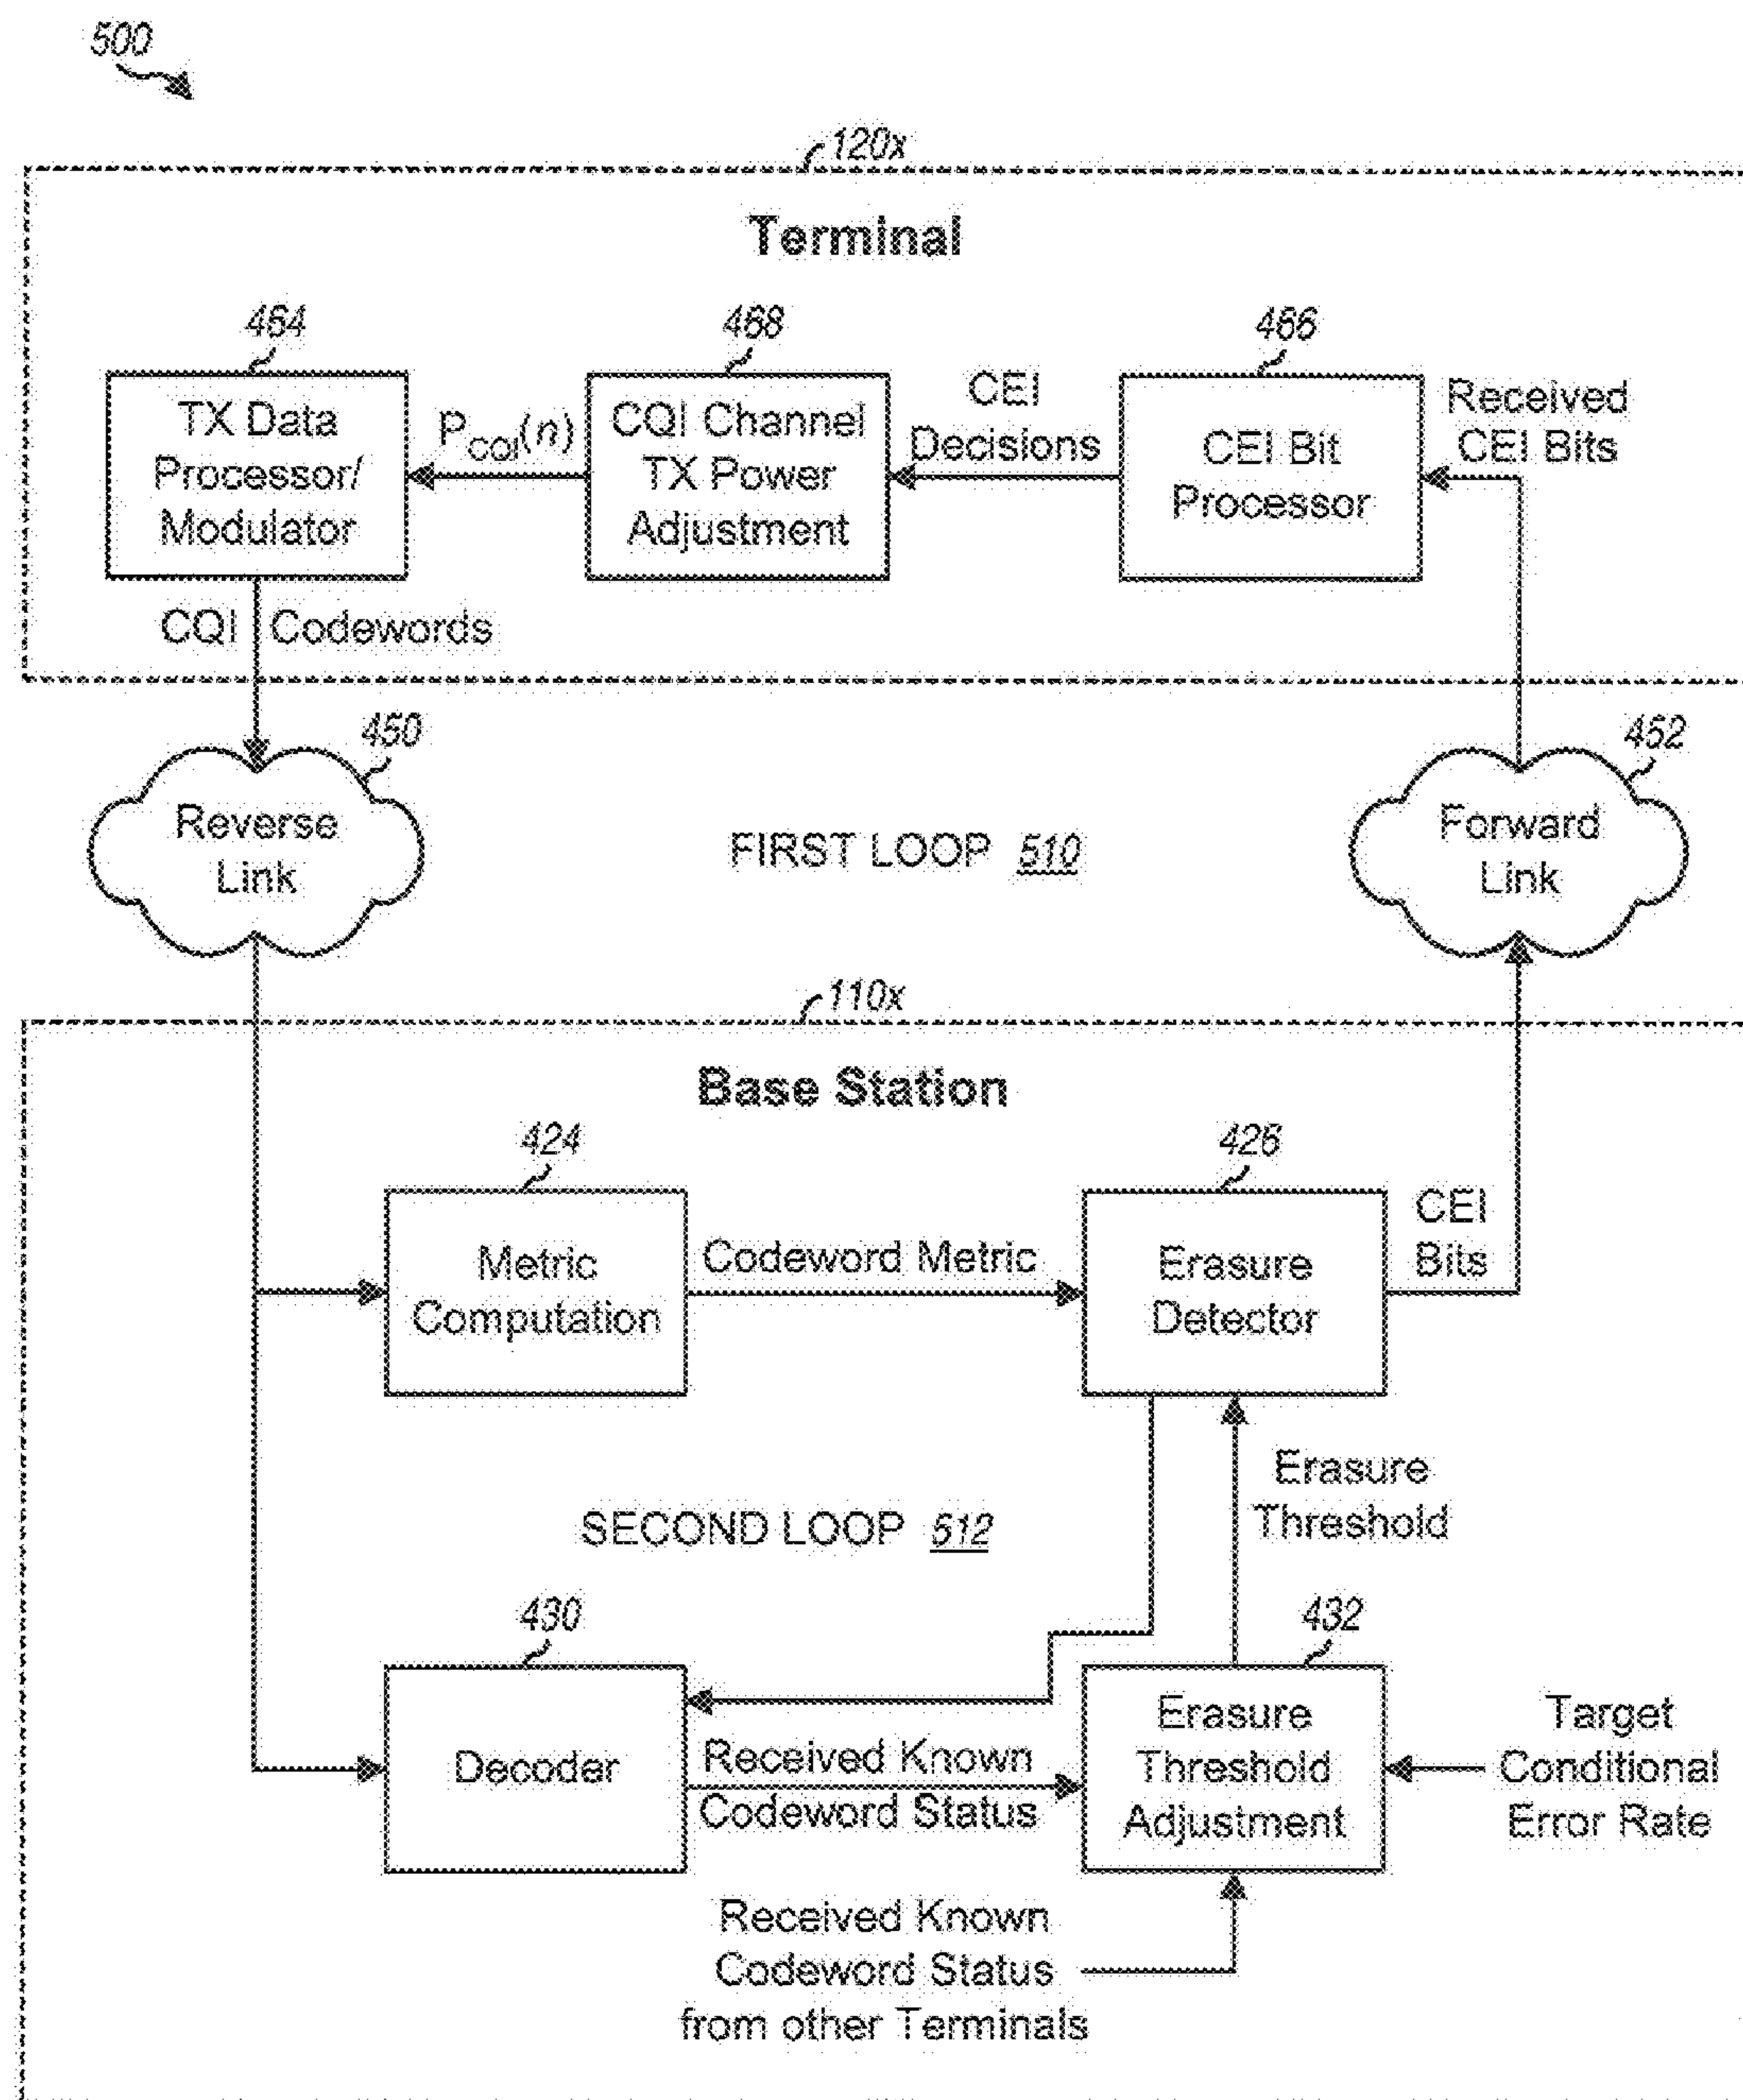 500
120x
Terminal
464
468
466
TX Data
Processor/
Modulator
P_CQI(n)
CQI Channel
TX Power
Adjustment
CEI
Decisions
CEI Bit
Processor
Received
CEI Bits
CQI Codewords
450
452
Reverse
Link
FIRST LOOP 510
Forward
Link
110x
Base Station
424
426
Metric
Computation
Codeword Metric
Erasure
Detector
CEI
Bits
Erasure
Threshold
SECOND LOOP 512
430
432
Decoder
Received Known
Codeword Status
Erasure
Threshold
Adjustment
Target
Conditional
Error Rate
Received Known
Codeword Status
from other Terminals